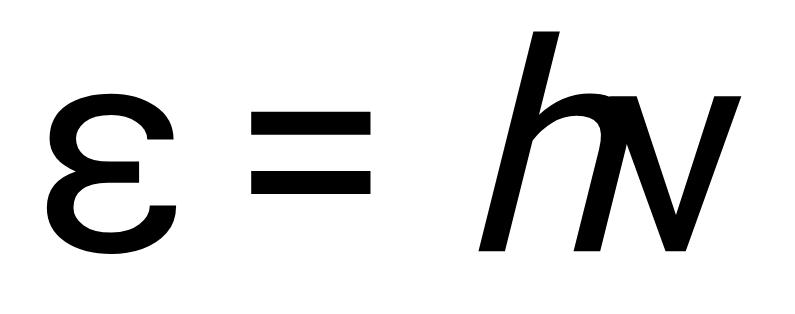 ε = hν